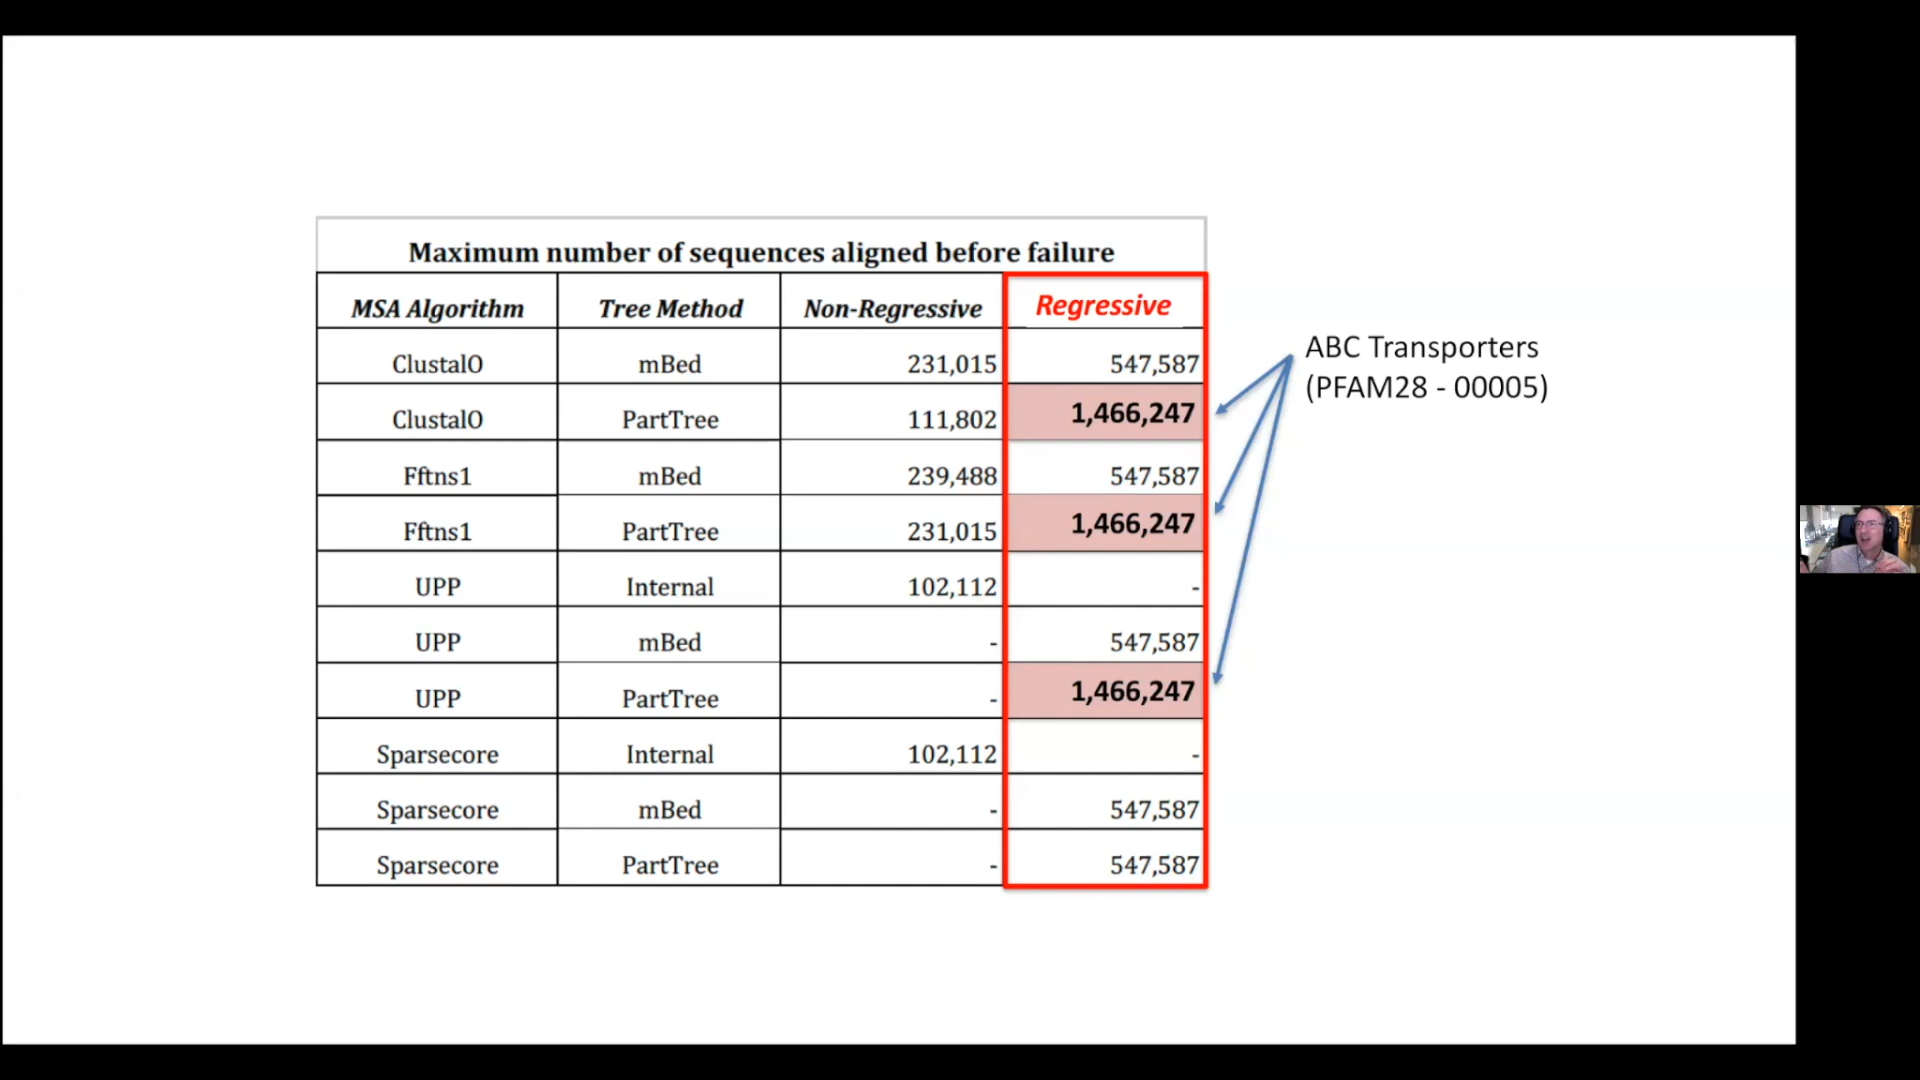 Maximum number of sequences aligned before failure
MSA Algorithm Tree Method Non-Regressive Regressive
ClustalO mBed 231,015 547,587
ClustalO PartTree 111,802 1,466,247
Fftns1 mBed 239,488 547,587
Fftns1 PartTree 231,015 1,466,247
UPP Internal 102,112 -
UPP mBed - 547,587
UPP PartTree - 1,466,247
Sparsecore Internal 102,112 -
Sparsecore mBed - 547,587
Sparsecore PartTree - 547,587
ABC Transporters
(PFAM28 - 00005)